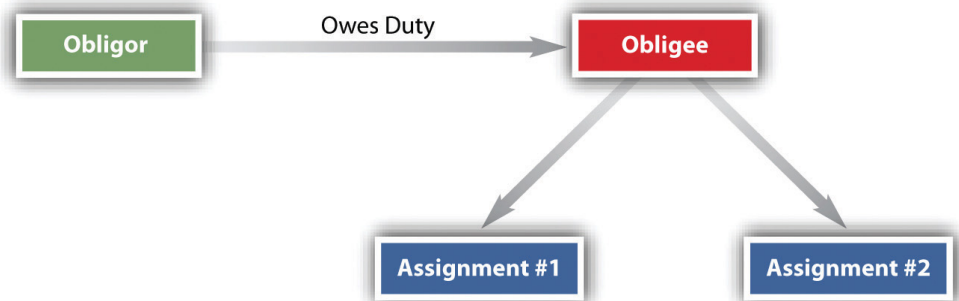 Owes Duty
Obligor
Obligee
Assignment #1
Assignment #2